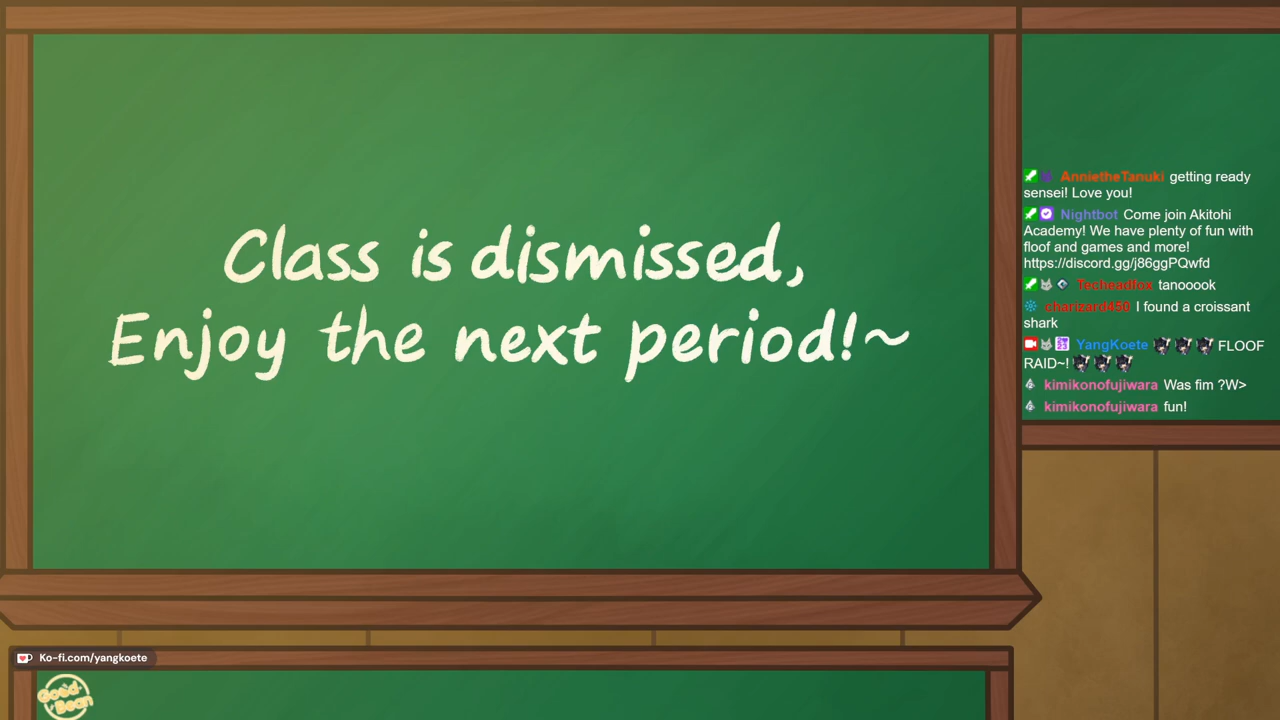 Class is dismissed,
Enjoy the next period!~
AnnietheTanuki getting ready
sensei! Love you!
Nightbot Come join Akitohi
Academy! We have plenty of fun with
floof and games and more!
https://discord.gg/j86ggPQwfd
Techeadfox tanooook
charizard450 I found a croissant
shark
YangKoete FLOOF
RAID~!
kimikonofujiwara Was fim ?W>
kimikonofujiwara fun!
Ko-fi.com/yangkoete
Good
Bean